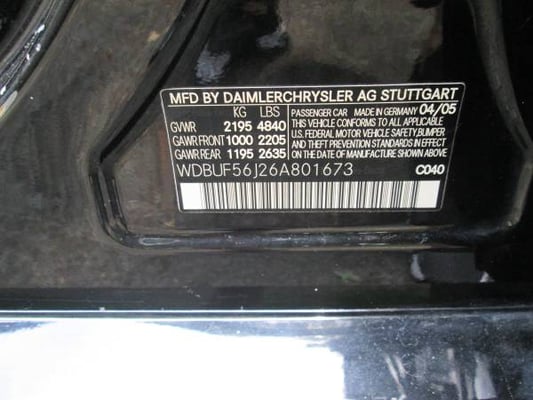 MFD BY DAIMLERCHRYSLER AG STUTTGART
KG LBS
GVWR 2195 4840
GAWR FRONT 1000 2205
GAWR REAR 1195 2635
PASSENGER CAR MADE IN GERMANY 04/05
THIS VEHICLE CONFORMS TO ALL APPLICABLE
U.S. FEDERAL MOTOR VEHICLE SAFETY, BUMPER
AND THEFT PREVENTION STANDARDS IN EFFECT
ON THE DATE OF MANUFACTURE SHOWN ABOVE
WDBUF56J26A801673 C040